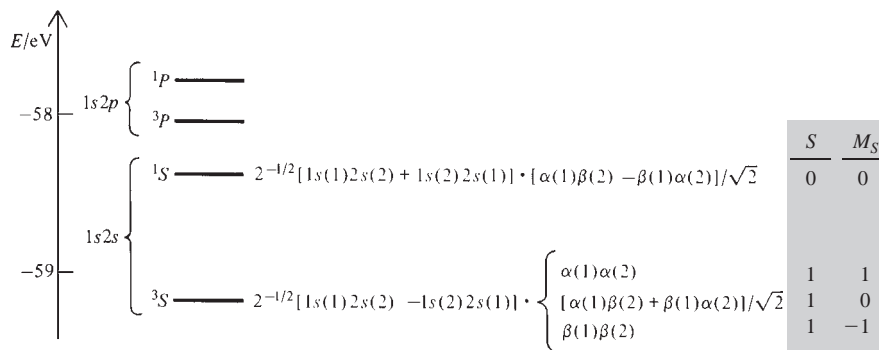 E/eV
¹P
1s2p
−58
³P
S M_S
¹S 2^{−1/2}[1s(1)2s(2) + 1s(2)2s(1)] · [α(1)β(2) −β(1)α(2)]/√2 0 0
1s2s
−59
α(1)α(2) 1 1
³S 2^{−1/2}[1s(1)2s(2) −1s(2)2s(1)] · { [α(1)β(2) + β(1)α(2)]/√2 1 0
β(1)β(2) 1 −1